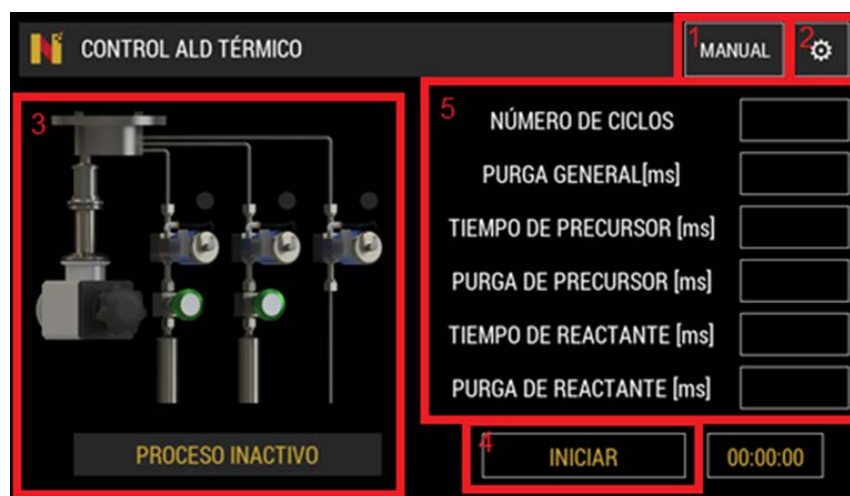 CONTROL ALD TÉRMICO
1
MANUAL
2
3
5
NÚMERO DE CICLOS
PURGA GENERAL[ms]
TIEMPO DE PRECURSOR [ms]
PURGA DE PRECURSOR [ms]
TIEMPO DE REACTANTE [ms]
PURGA DE REACTANTE [ms]
PROCESO INACTIVO
4
INICIAR
00:00:00